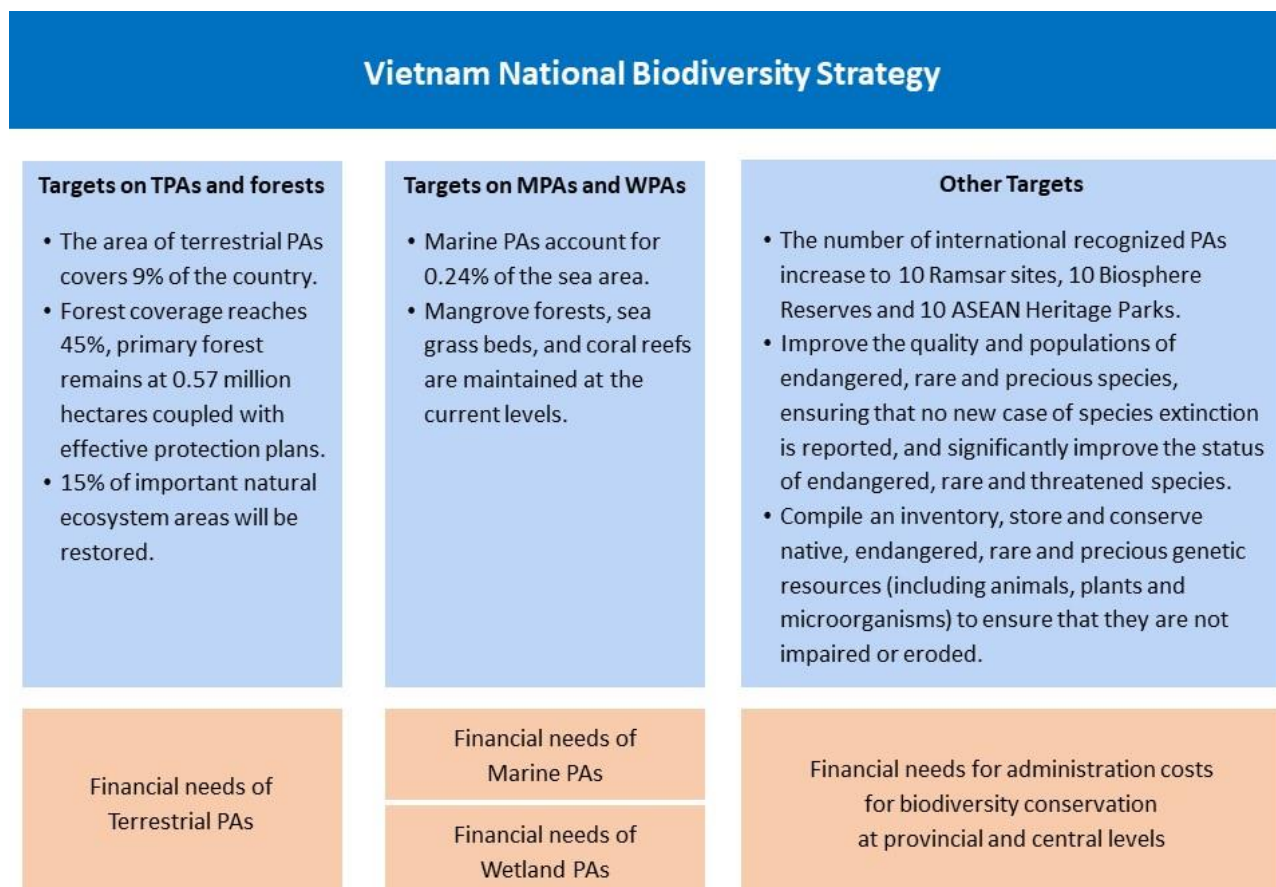 Vietnam National Biodiversity Strategy
Targets on TPAs and forests
• The area of terrestrial PAs
covers 9% of the country.
• Forest coverage reaches
45%, primary forest
remains at 0.57 million
hectares coupled with
effective protection plans.
• 15% of important natural
ecosystem areas will be
restored.
Targets on MPAs and WPAs
• Marine PAs account for
0.24% of the sea area.
• Mangrove forests, sea
grass beds, and coral reefs
are maintained at the
current levels.
Other Targets
• The number of international recognized PAs
increase to 10 Ramsar sites, 10 Biosphere
Reserves and 10 ASEAN Heritage Parks.
• Improve the quality and populations of
endangered, rare and precious species,
ensuring that no new case of species extinction
is reported, and significantly improve the status
of endangered, rare and threatened species.
• Compile an inventory, store and conserve
native, endangered, rare and precious genetic
resources (including animals, plants and
microorganisms) to ensure that they are not
impaired or eroded.
Financial needs of
Terrestrial PAs
Financial needs of
Marine PAs
Financial needs of
Wetland PAs
Financial needs for administration costs
for biodiversity conservation
at provincial and central levels